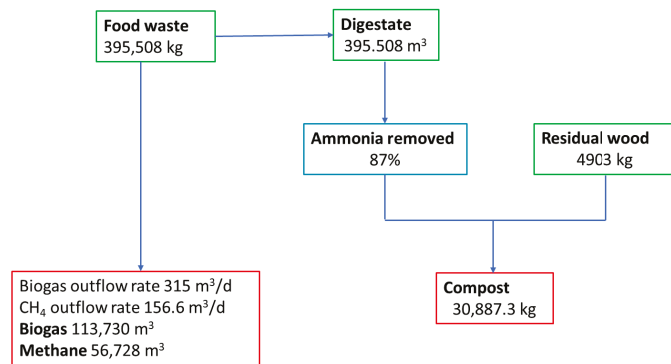 Food waste
395,508 kg
Digestate
395.508 m³
Ammonia removed
87%
Residual wood
4903 kg
Biogas outflow rate 315 m³/d
CH₄ outflow rate 156.6 m³/d
Biogas 113,730 m³
Methane 56,728 m³
Compost
30,887.3 kg